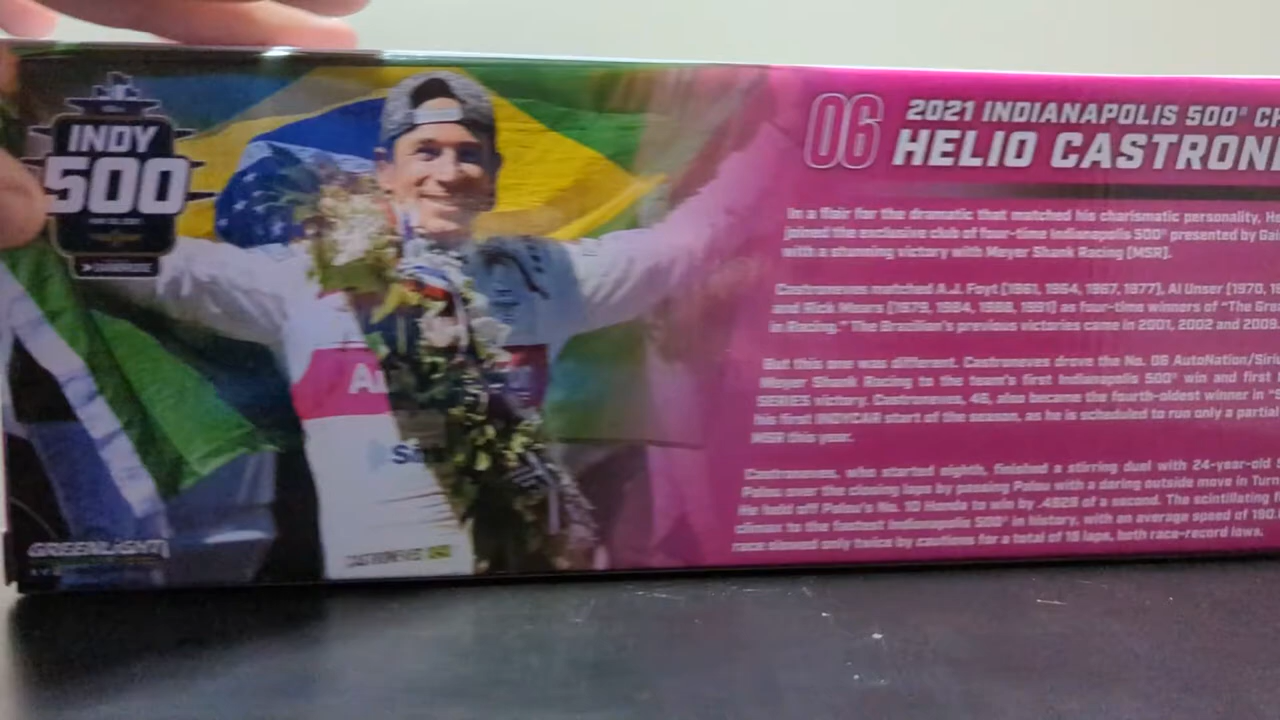 INDY
500
GREENLIGHT
06
2021 INDIANAPOLIS 500® CH
HELIO CASTRON
In a flair for the dramatic that matched his charismatic personality, He
joined the exclusive club of four-time Indianapolis 500® presented by Gai
with a stunning victory with Meyer Shank Racing (MSR).
Castroneves matched A.J. Foyt (1961, 1964, 1967, 1977), Al Unser (1970, 19
and Rick Mears (1979, 1984, 1988, 1991) as four-time winners of "The Gre
in Racing." The Brazilian's previous victories came in 2001, 2002 and 2009
But this one was different. Castroneves drove the No. 06 AutoNation/Siriu
Meyer Shank Racing to the team's first Indianapolis 500® win and first
SERIES victory. Castroneves, 46, also became the fourth-oldest winner in "
his first INDYCAR start of the season, as he is scheduled to run only a partial
MSR this year.
Castroneves, who started eighth, finished a stirring duel with 24-year-old
Palou over the closing laps by passing Palou with a daring outside move in Turn
He held off Palou's No. 10 Honda to win by .4928 of a second. The scintillating
climax to the fastest Indianapolis 500® in history, with an average speed of 190.
race slowed only twice by cautions for a total of 18 laps, both race-record lows.